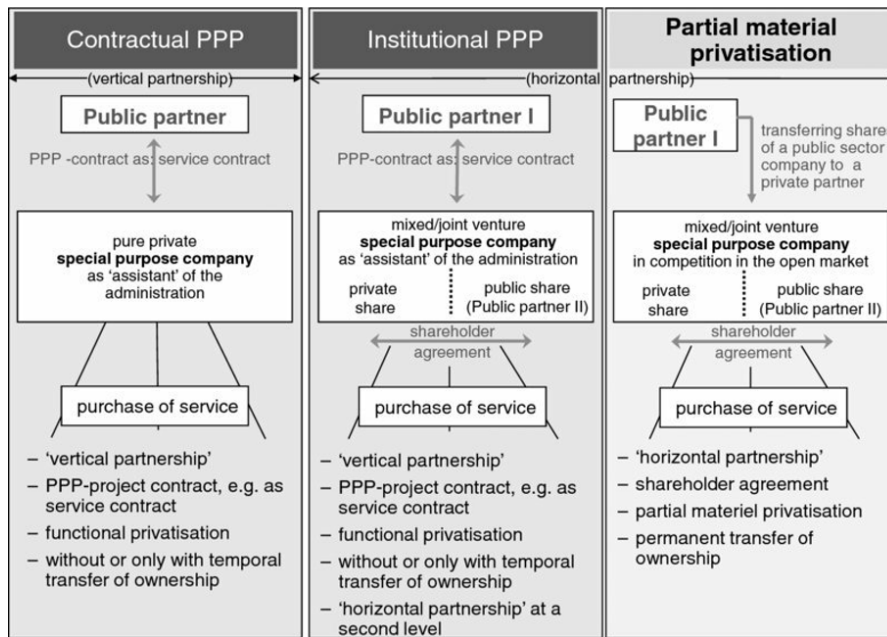 Contractual PPP
(vertical partnership)
Public partner
PPP -contract as: service contract
pure private
special purpose company
as ‘assistant’ of the
administration
purchase of service
– ‘vertical partnership’
– PPP-project contract, e.g. as
service contract
– functional privatisation
– without or only with temporal
transfer of ownership
Institutional PPP
(horizontal partnership)
Public partner I
PPP-contract as: service contract
mixed/joint venture
special purpose company
as ‘assistant’ of the administration
private
share
public share
(Public partner II)
shareholder
agreement
purchase of service
– ‘vertical partnership’
– PPP-project contract, e.g. as
service contract
– functional privatisation
– without or only with temporal
transfer of ownership
– ‘horizontal partnership’ at a
second level
Partial material
privatisation
Public
partner I
transferring share
of a public sector
company to a
private partner
mixed/joint venture
special purpose company
in competition in the open market
private
share
public share
(Public partner II)
shareholder
agreement
purchase of service
– ‘horizontal partnership’
– shareholder agreement
– partial materiel privatisation
– permanent transfer of
ownership